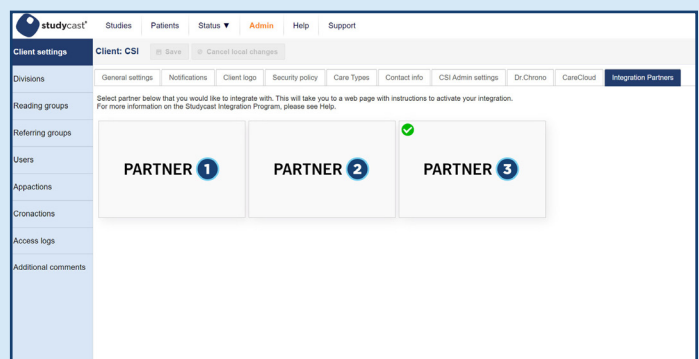 studycast
Studies Patients Status ▼ Admin Help Support
Client settings
Client: CSI Save Cancel local changes
Divisions
Reading groups
Referring groups
Users
Appactions
Cronactions
Access logs
Additional comments
General settings Notifications Client logo Security policy Care Types Contact info CSI Admin settings Dr.Chrono CareCloud Integration Partners
Select partner below that you would like to integrate with. This will take you to a web page with instructions to activate your integration.
For more information on the Studycast Integration Program, please see Help.
PARTNER 1
PARTNER 2
PARTNER 3